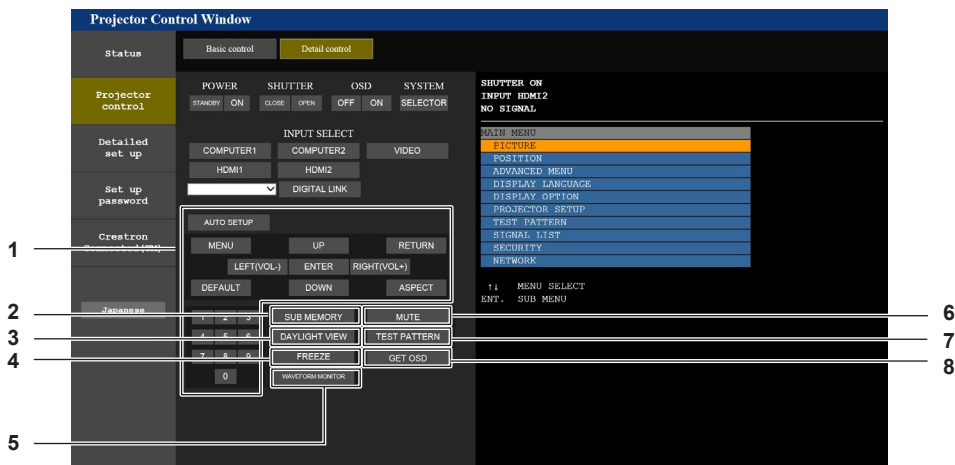 Projector Control Window
Status
Basic control Detail control
Projector
control
POWER SHUTTER OSD SYSTEM
STANDBY ON CLOSE OPEN OFF ON SELECTOR
INPUT SELECT
COMPUTER1 COMPUTER2 VIDEO
HDMI1 HDMI2
DIGITAL LINK
Detailed
set up
Set up
password
Crestron
Connected(TM)
Japanese
AUTO SETUP
MENU UP RETURN
LEFT(VOL-) ENTER RIGHT(VOL+)
DEFAULT DOWN ASPECT
1 2 3 SUB MEMORY MUTE
4 5 6 DAYLIGHT VIEW TEST PATTERN
7 8 9 FREEZE GET OSD
0 WAVEFORM MONITOR
SHUTTER ON
INPUT HDMI2
NO SIGNAL
MAIN MENU
PICTURE
POSITION
ADVANCED MENU
DISPLAY LANGUAGE
DISPLAY OPTION
PROJECTOR SETUP
TEST PATTERN
SIGNAL LIST
SECURITY
NETWORK
↑↓ MENU SELECT
ENT. SUB MENU
1
2
3
4
5
6
7
8